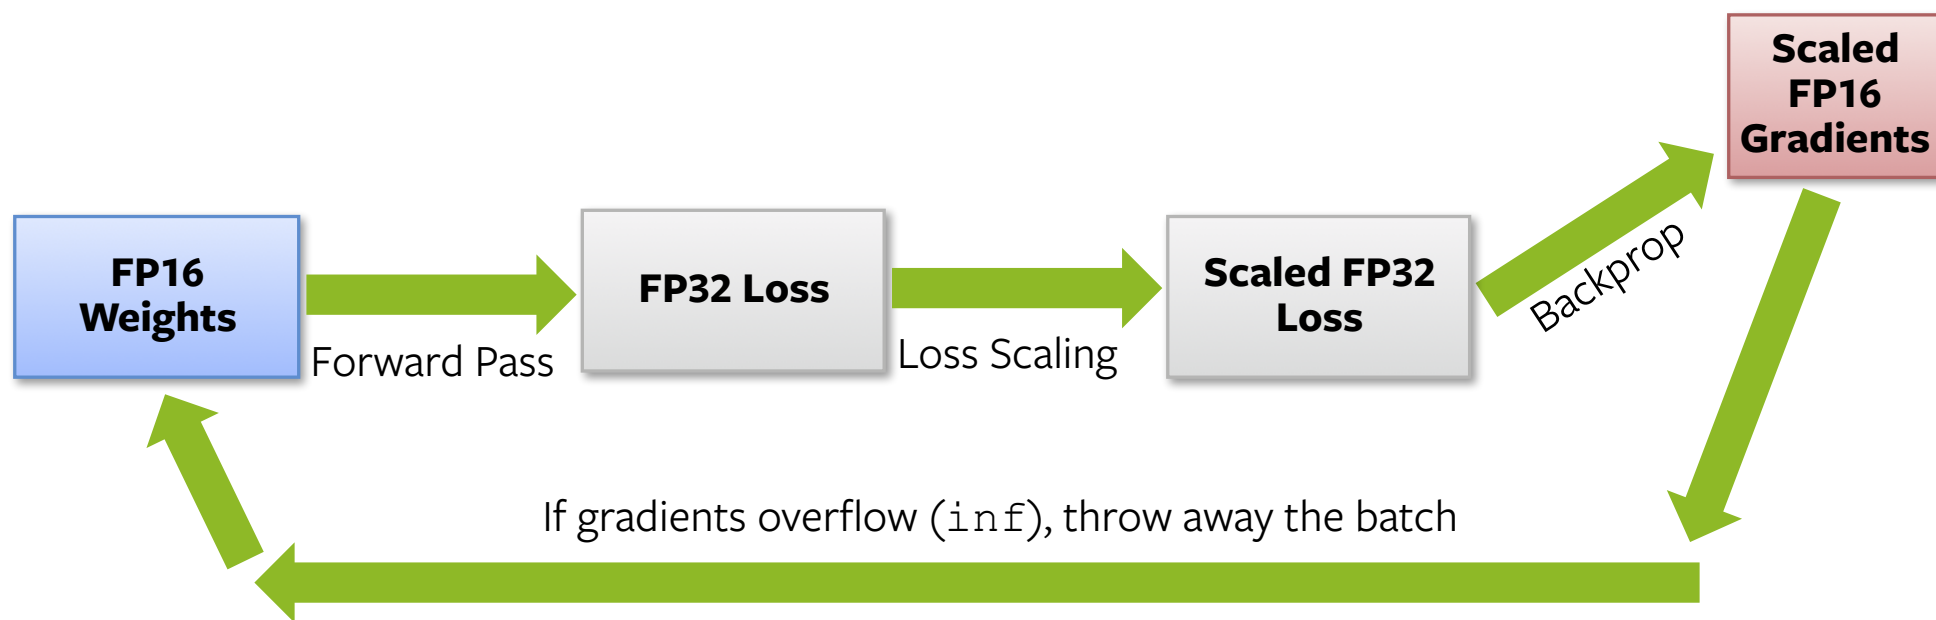 Scaled
FP16
Gradients
FP16
Weights
Forward Pass
FP32 Loss
Loss Scaling
Scaled FP32
Loss
Backprop
If gradients overflow (inf), throw away the batch